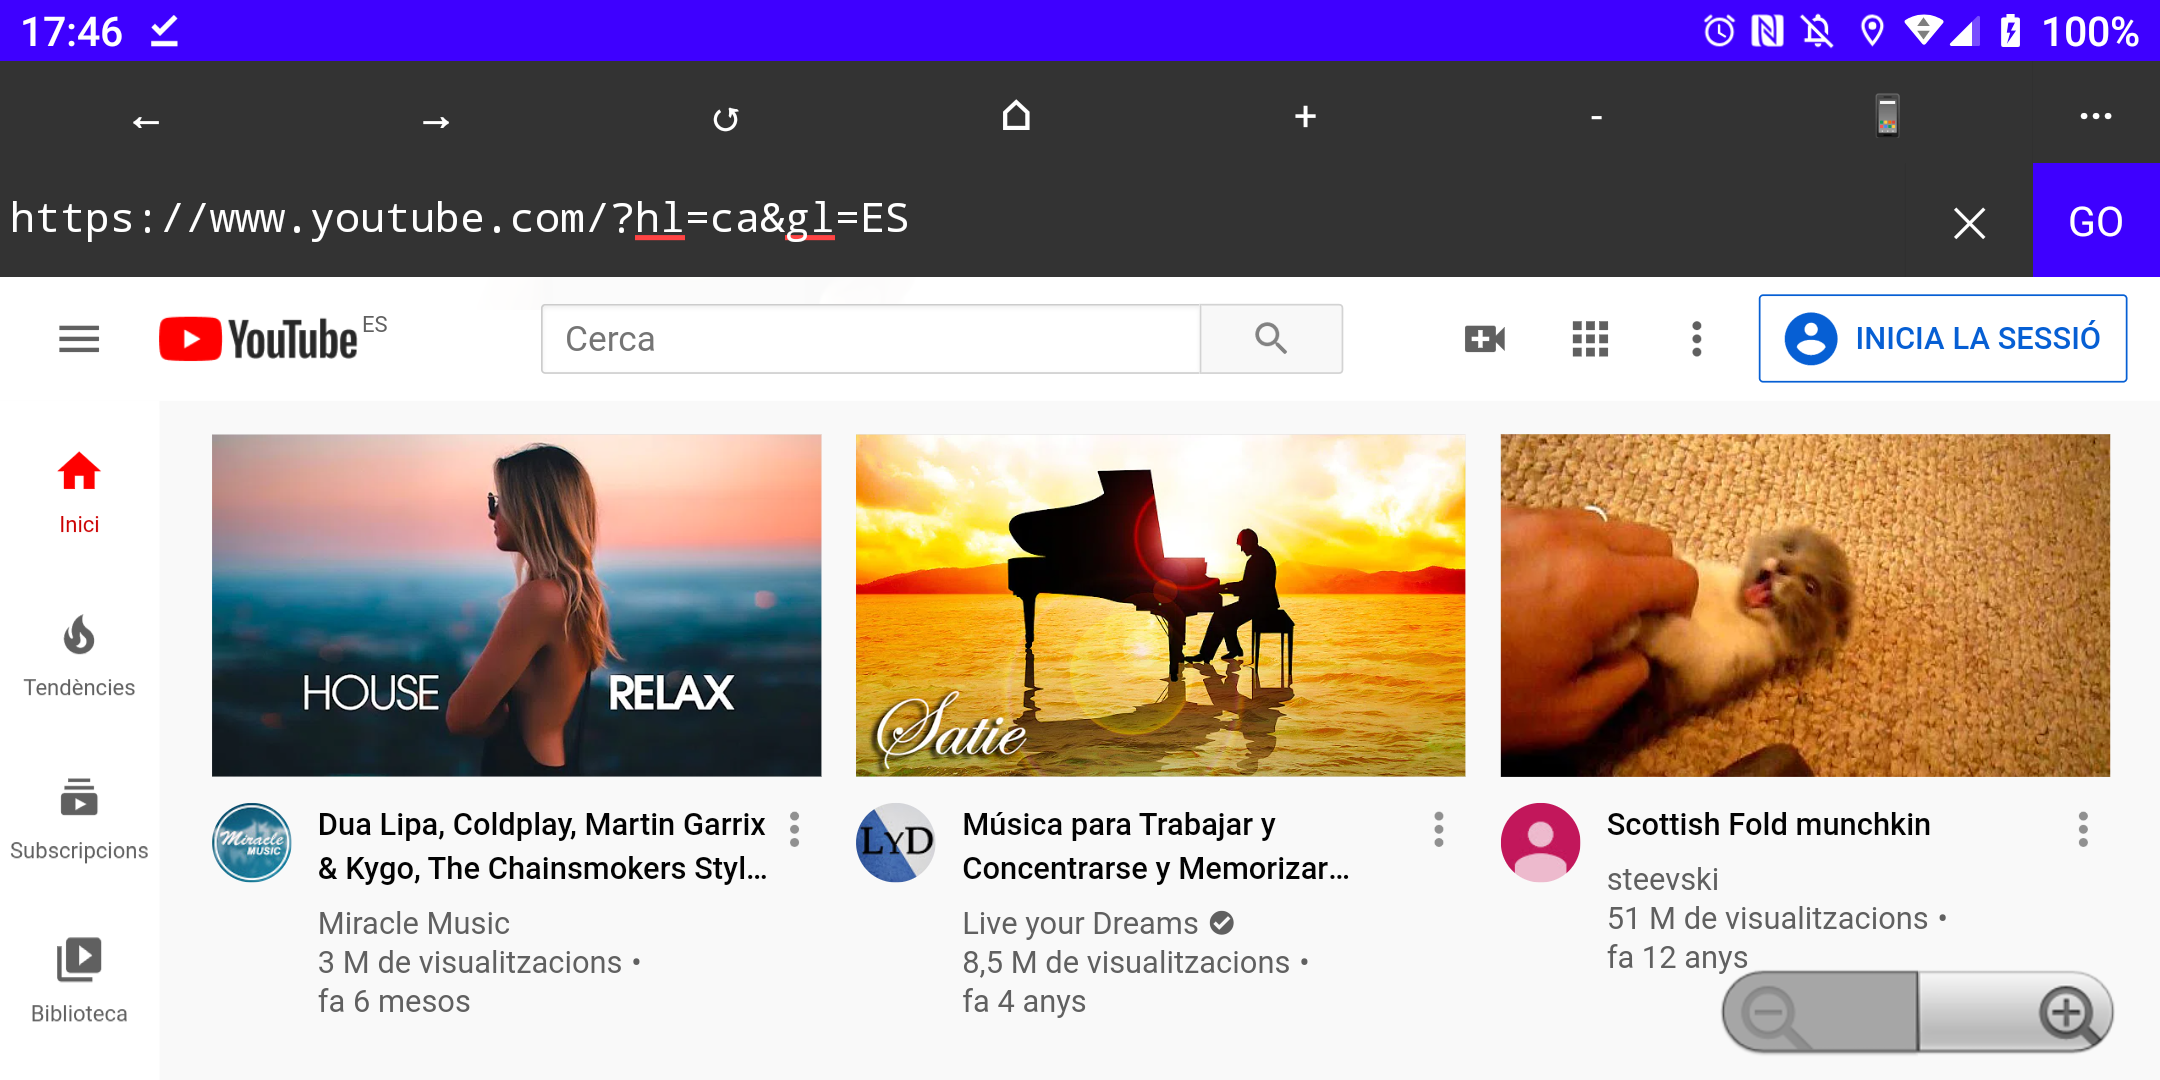 17:46 100%
← → ↺ + - ...
https://www.youtube.com/?hl=ca&gl=ES
GO
YouTube ES
Cerca
INICIA LA SESSIÓ
Inici
Tendències
Subscripcions
Biblioteca
HOUSE RELAX
Miracle
MUSIC
Dua Lipa, Coldplay, Martin Garrix
& Kygo, The Chainsmokers Styl...
Miracle Music
3 M de visualitzacions •
fa 6 mesos
Satie
LYD
Música para Trabajar y
Concentrarse y Memorizar...
Live your Dreams
8,5 M de visualitzacions •
fa 4 anys
Scottish Fold munchkin
steevski
51 M de visualitzacions •
fa 12 anys